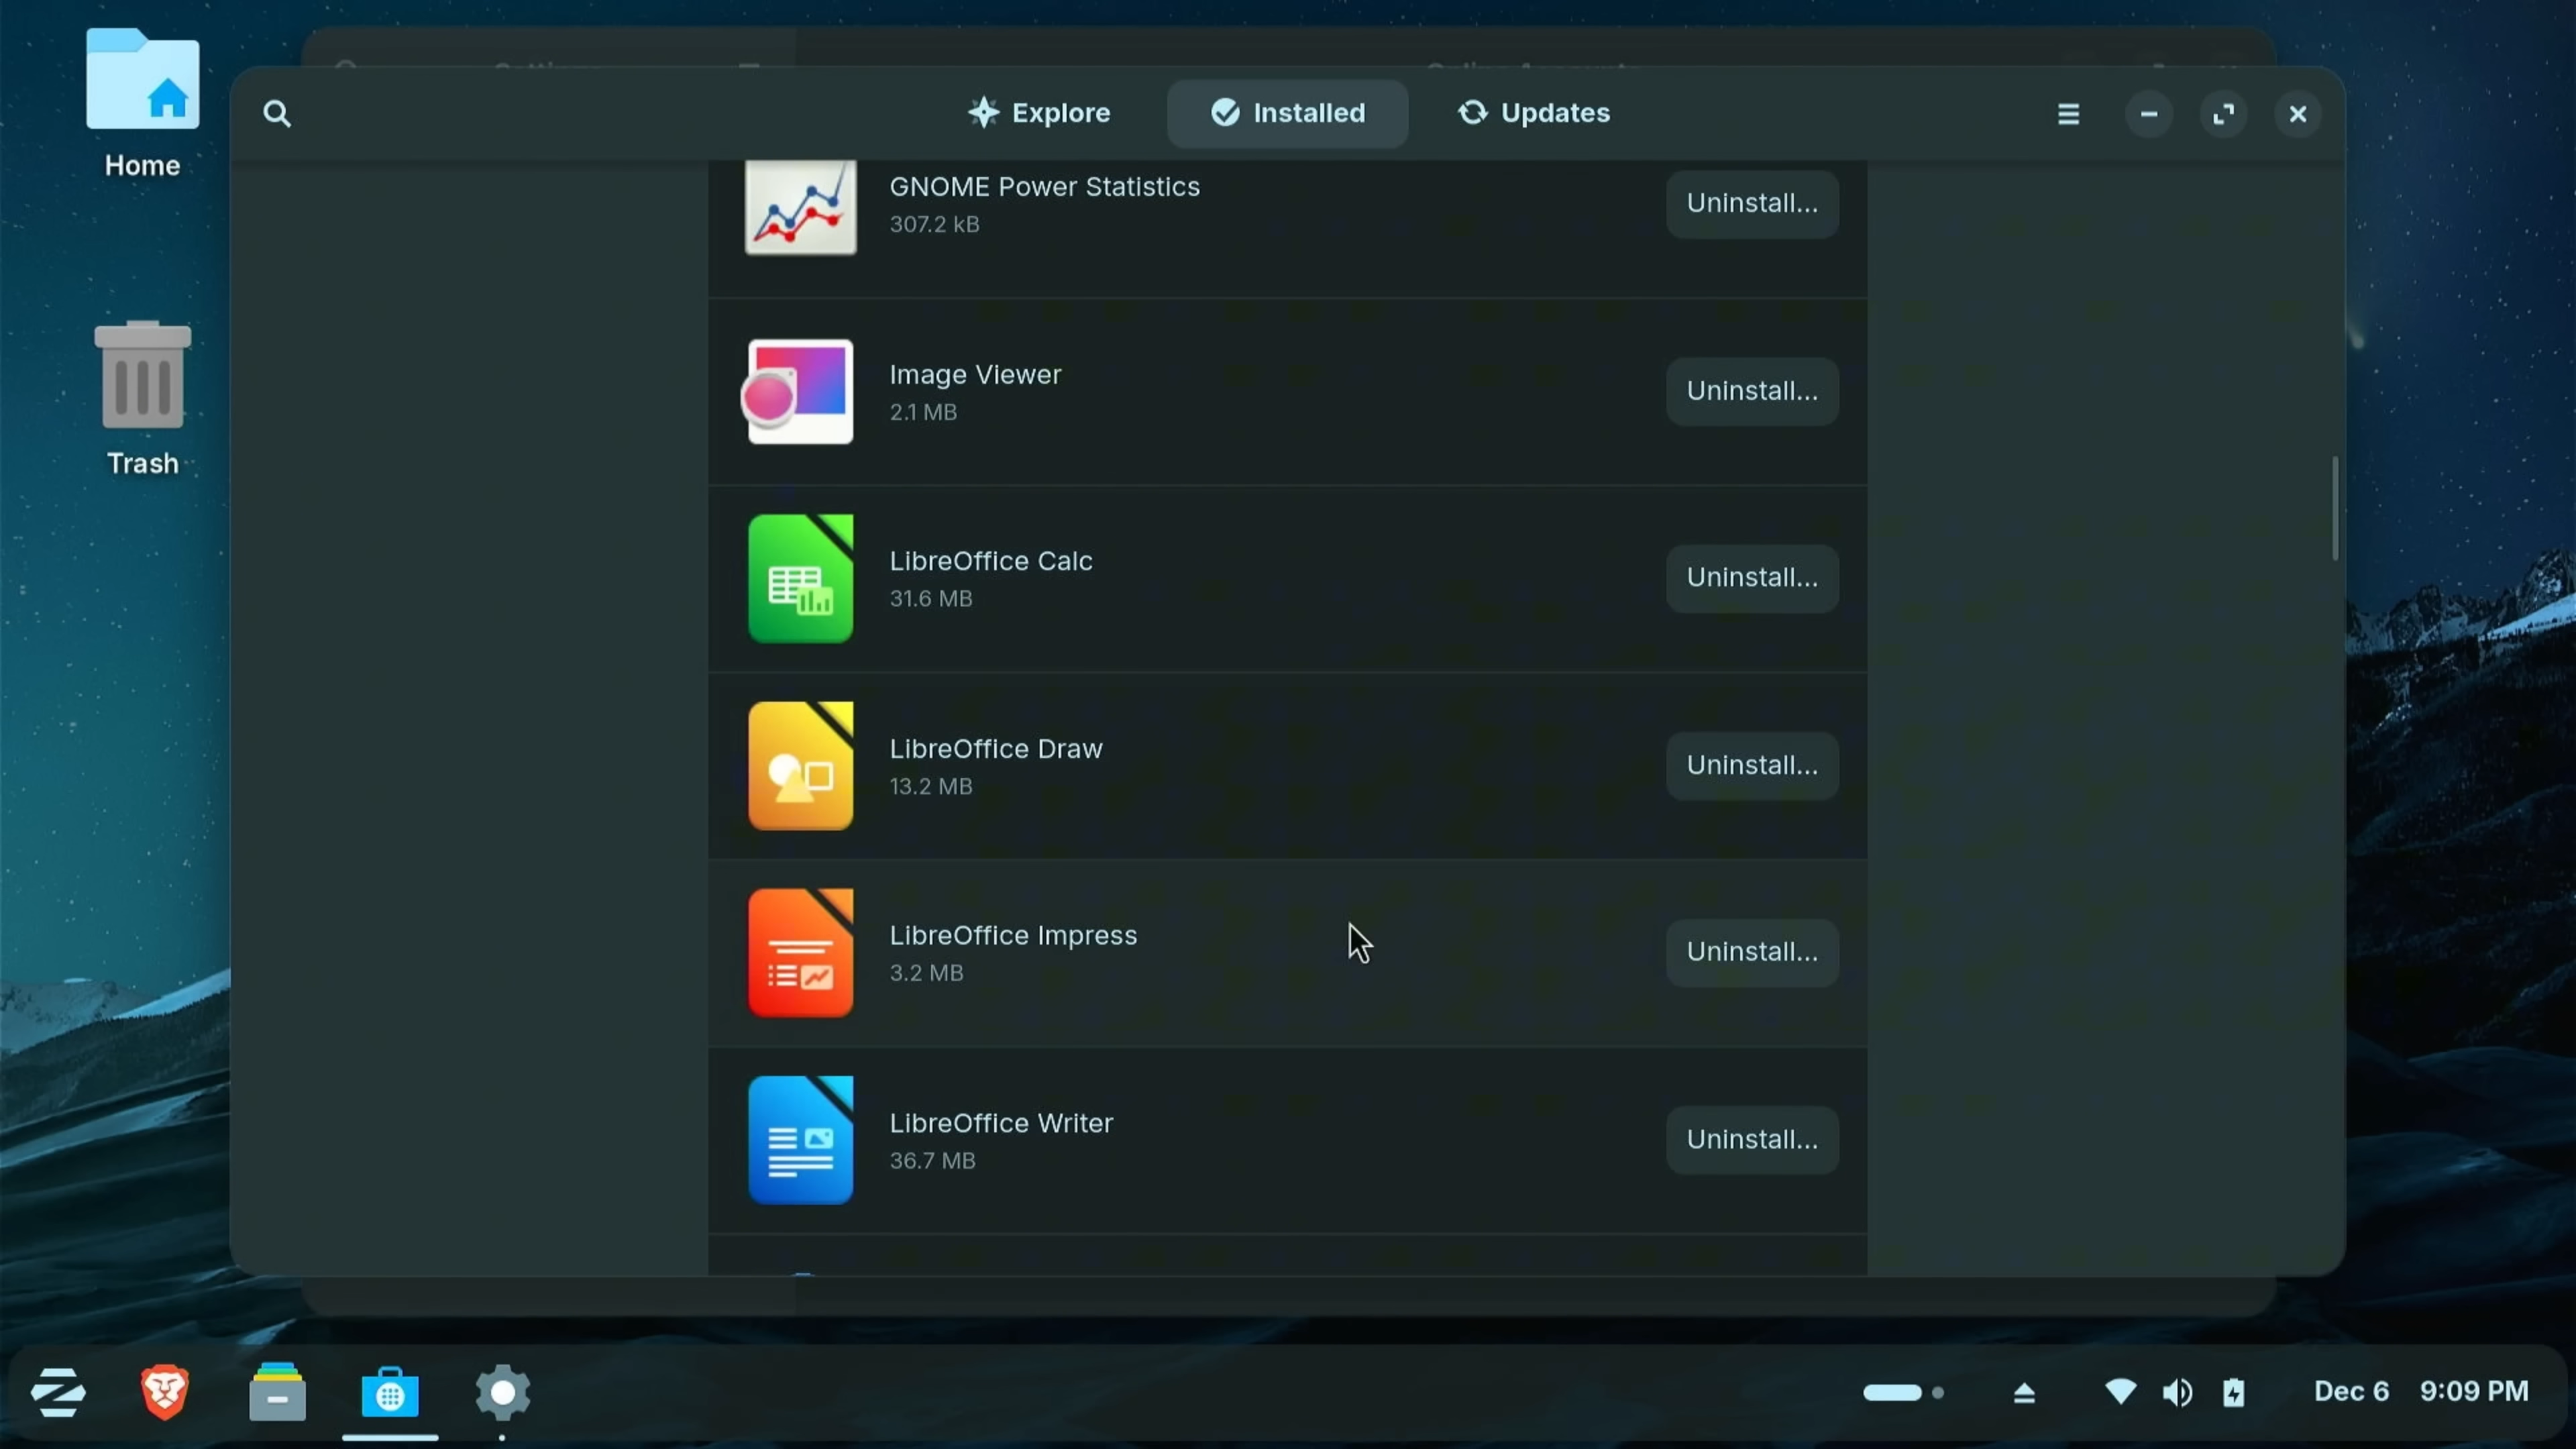 Home
Trash
Explore
Installed
Updates
GNOME Power Statistics
307.2 kB
Uninstall...
Image Viewer
2.1 MB
Uninstall...
LibreOffice Calc
31.6 MB
Uninstall...
LibreOffice Draw
13.2 MB
Uninstall...
LibreOffice Impress
3.2 MB
Uninstall...
LibreOffice Writer
36.7 MB
Uninstall...
Dec 6 9:09 PM